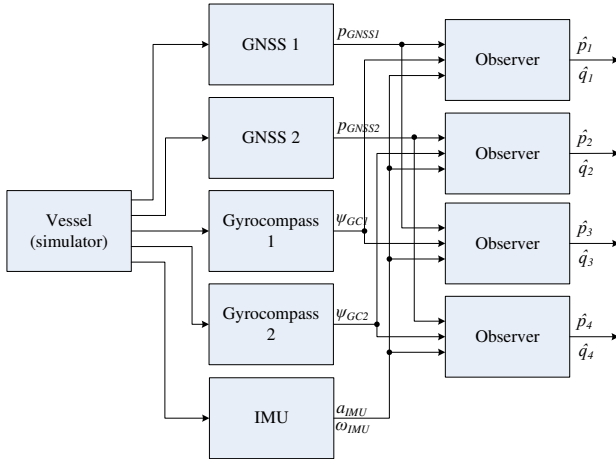 GNSS 1
p_GNSS1
Observer
p̂_1
q̂_1
GNSS 2
p_GNSS2
Observer
p̂_2
q̂_2
Vessel
(simulator)
Gyrocompass
1
ψ_GC1
Observer
p̂_3
q̂_3
Gyrocompass
2
ψ_GC2
Observer
p̂_4
q̂_4
IMU
a_IMU
ω_IMU